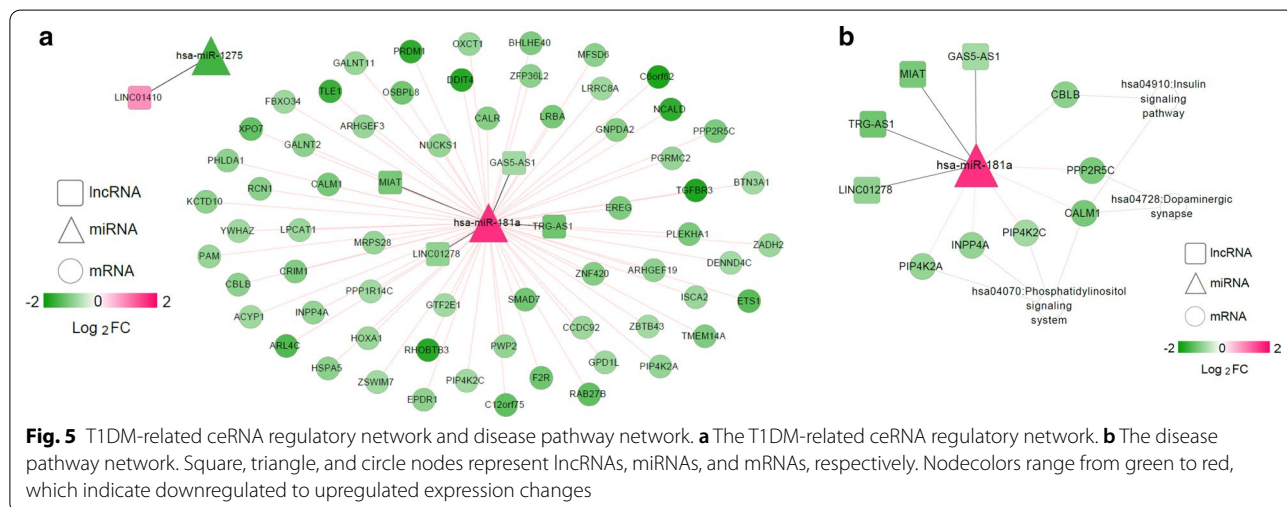 a
b
hsa-miR-1275
LINC01410
PRDM1
OXCT1
BHLHE40
MFSD6
GALNT11
DDIT4
ZFP36L2
C6orf62
TLE1
OSBPL8
LRRC8A
FBXO34
CALR
LRBA
NCALD
XPO7
ARHGEF3
GNPDA2
PPP2R5C
GALNT2
NUCKS1
GAS5-AS1
PHLDA1
PGRMC2
MIAT
CALM1
RCN1
TGFBR3
BTN3A1
KCTD10
EREG
hsa-miR-181a
TRG-AS1
YWHAZ
LPCAT1
PLEKHA1
MRPS28
LINC01278
ZADH2
PAM
DENND4C
CRIM1
ZNF420
ARHGEF19
CBLB
PPP1R14C
ISCA2
ETS1
GTF2E1
SMAD7
INPP4A
ACYP1
CCDC92
ZBTB43
HOXA1
TMEM14A
ARL4C
RHOBTB3
PWP2
GPD1L
HSPA5
PIP4K2A
ZSWIM7
PIP4K2C
F2R
EPDR1
C12orf75
RAB27B
lncRNA
miRNA
mRNA
-2 0 2
Log 2 FC
GAS5-AS1
MIAT
CBLB
hsa04910:Insulin
signaling
pathway
TRG-AS1
hsa-miR-181a
PPP2R5C
LINC01278
hsa04728:Dopaminergic
synapse
CALM1
PIP4K2C
INPP4A
PIP4K2A
hsa04070:Phosphatidylinositol
signaling
system
lncRNA
miRNA
mRNA
-2 0 2
Log 2 FC
Fig. 5 T1DM-related ceRNA regulatory network and disease pathway network. a The T1DM-related ceRNA regulatory network. b The disease
pathway network. Square, triangle, and circle nodes represent lncRNAs, miRNAs, and mRNAs, respectively. Nodecolors range from green to red,
which indicate downregulated to upregulated expression changes